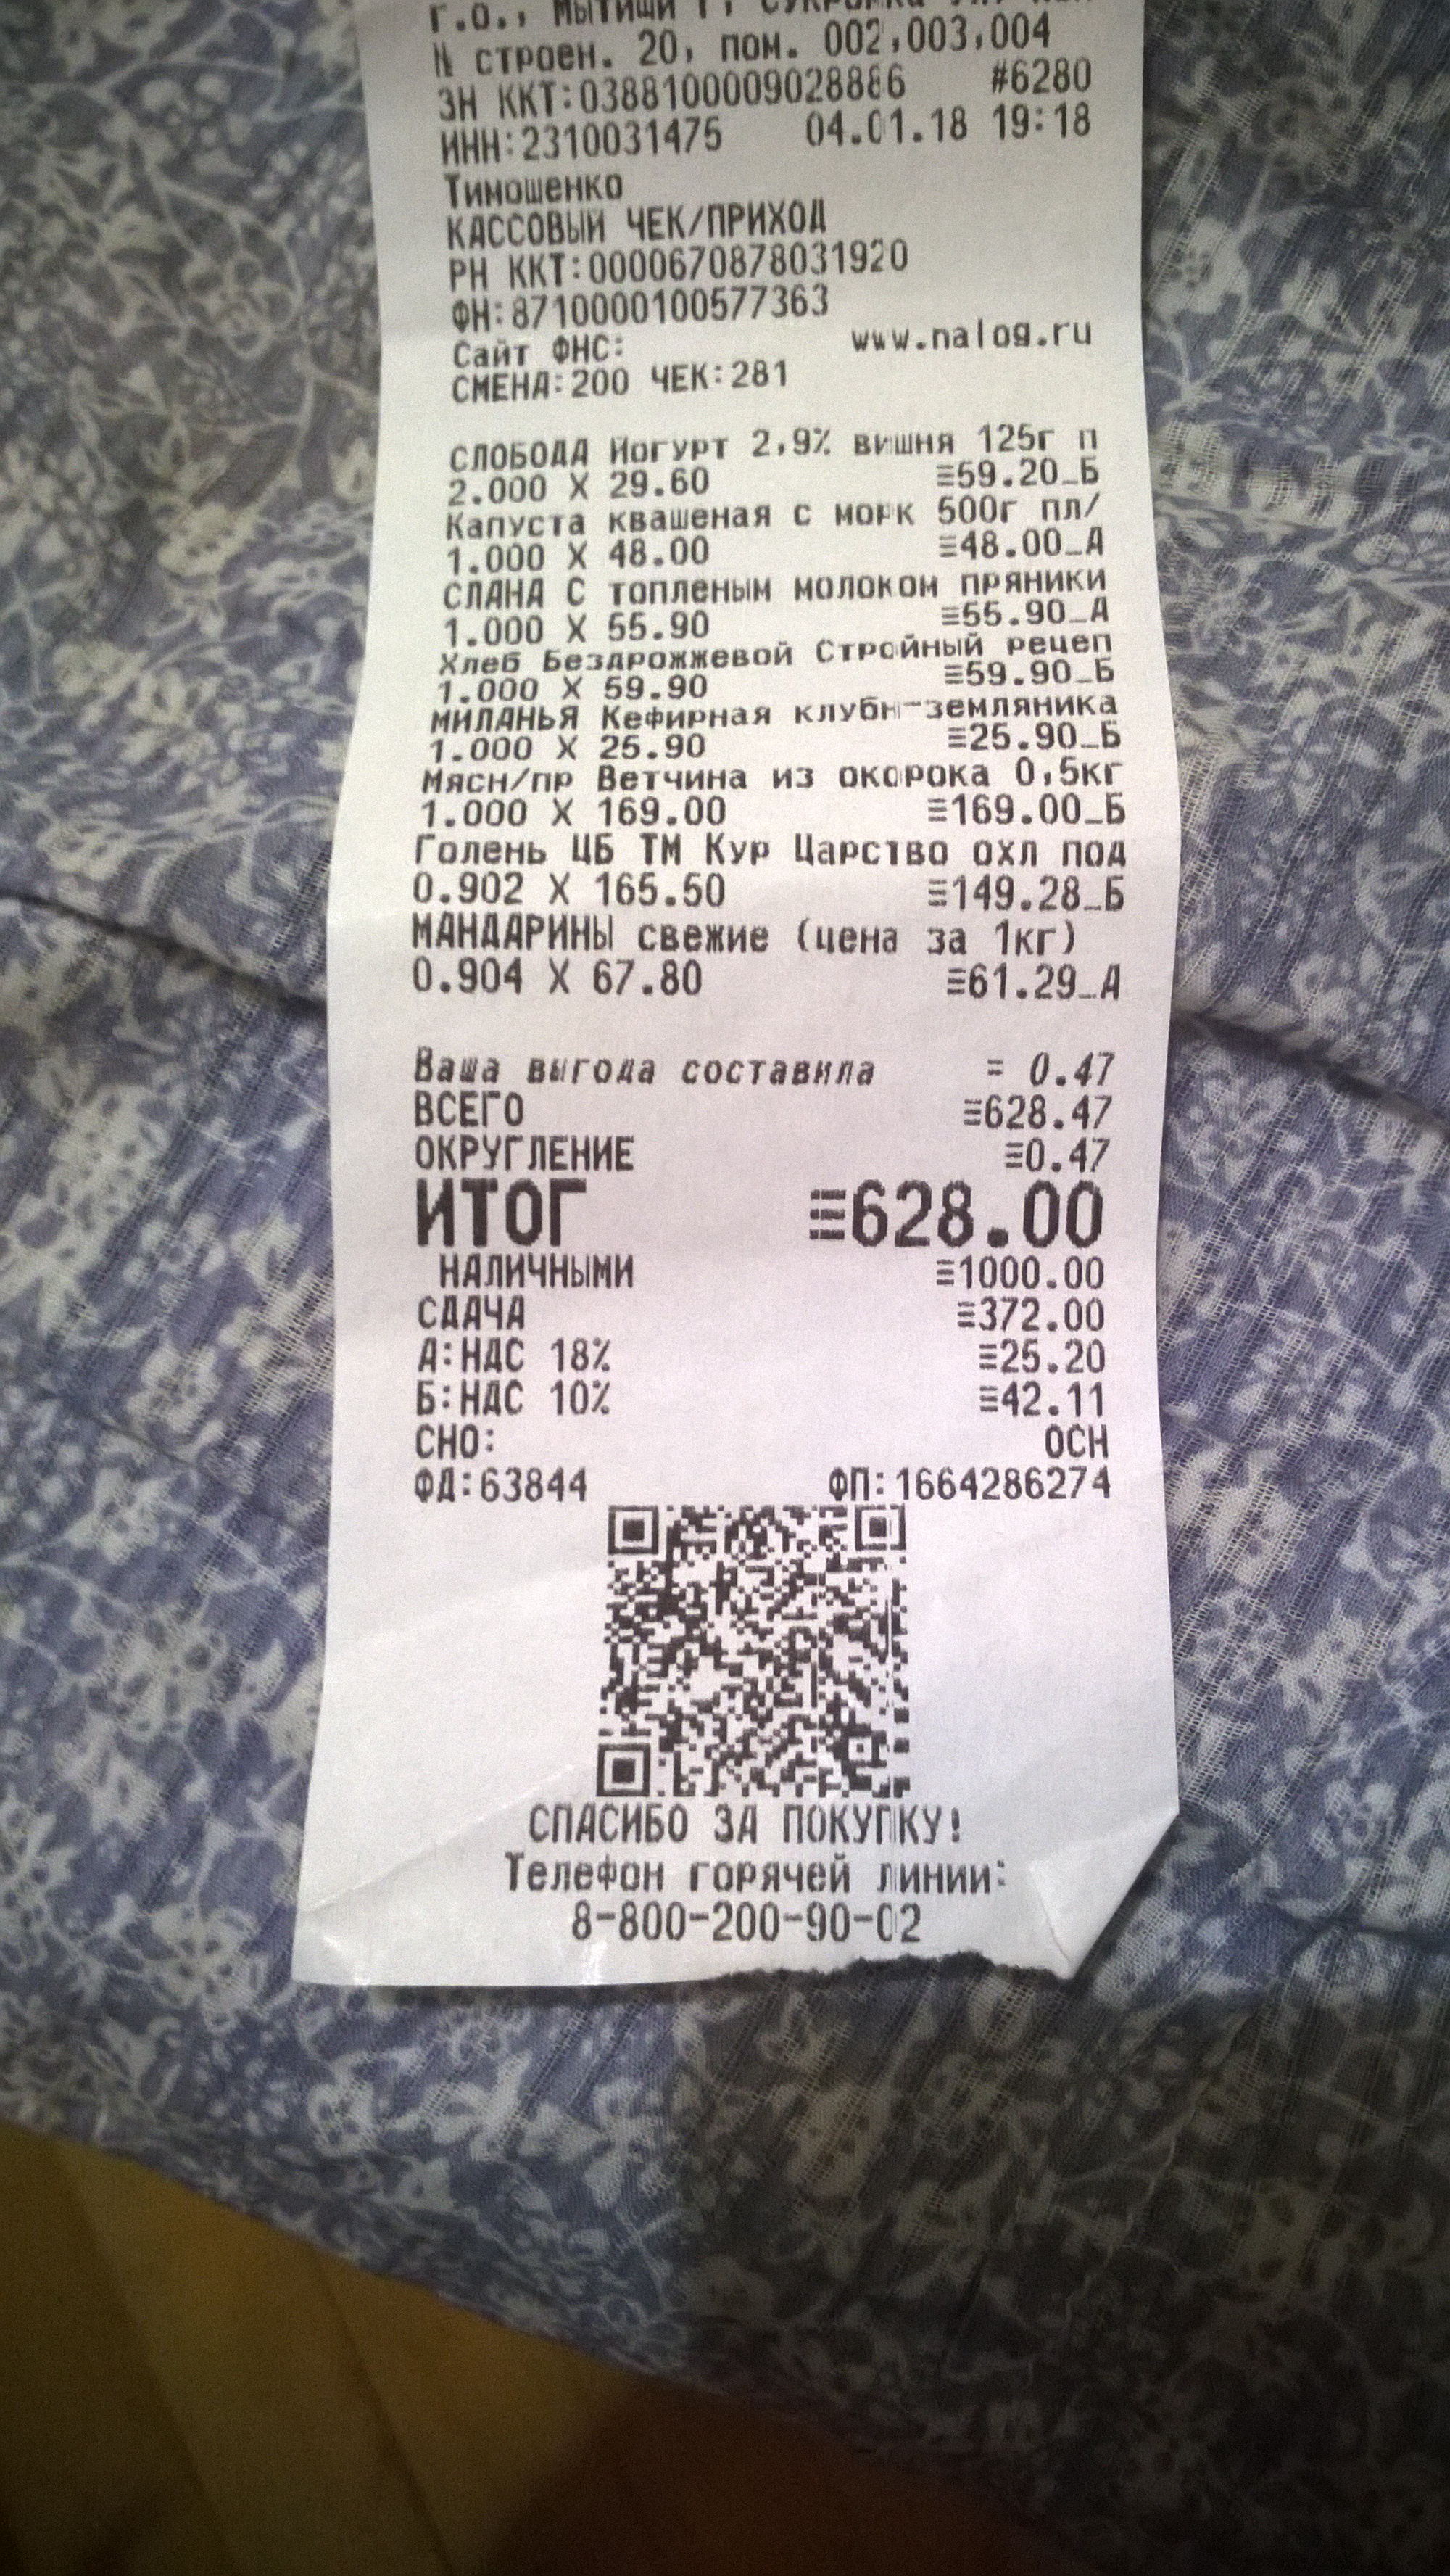 г.о., Мытищи г,
N строен. 20, пом. 002,003,004
ЗН ККТ:0388100009028886 #6280
ИНН:2310031475 04.01.18 19:18
Тимошенко
КАССОВЫЙ ЧЕК/ПРИХОД
РН ККТ:0000670878031920
ФН:8710000100577363
Сайт ФНС: www.nalog.ru
СМЕНА:200 ЧЕК:281
СЛОБОДА Йогурт 2,9% вишня 125г п
2.000 X 29.60 ≡59.20_Б
Капуста квашеная с морк 500г пл/
1.000 X 48.00 ≡48.00_А
СЛАНА С топленым молоком пряники
1.000 X 55.90 ≡55.90_А
Хлеб Бездрожжевой Стройный рецеп
1.000 X 59.90 ≡59.90_Б
МИЛАНЬЯ Кефирная клубн-земляника
1.000 X 25.90 ≡25.90_Б
Мясн/пр Ветчина из окорока 0,5кг
1.000 X 169.00 ≡169.00_Б
Голень ЦБ ТМ Кур Царство охл под
0.902 X 165.50 ≡149.28_Б
МАНДАРИНЫ свежие (цена за 1кг)
0.904 X 67.80 ≡61.29_А
Ваша выгода составила = 0.47
ВСЕГО ≡628.47
ОКРУГЛЕНИЕ ≡0.47
ИТОГ ≡628.00
НАЛИЧНЫМИ ≡1000.00
СДАЧА ≡372.00
А:НДС 18% ≡25.20
Б:НДС 10% ≡42.11
СНО: ОСН
ФД:63844 ФП:1664286274
СПАСИБО ЗА ПОКУПКУ!
Телефон горячей линии:
8-800-200-90-02